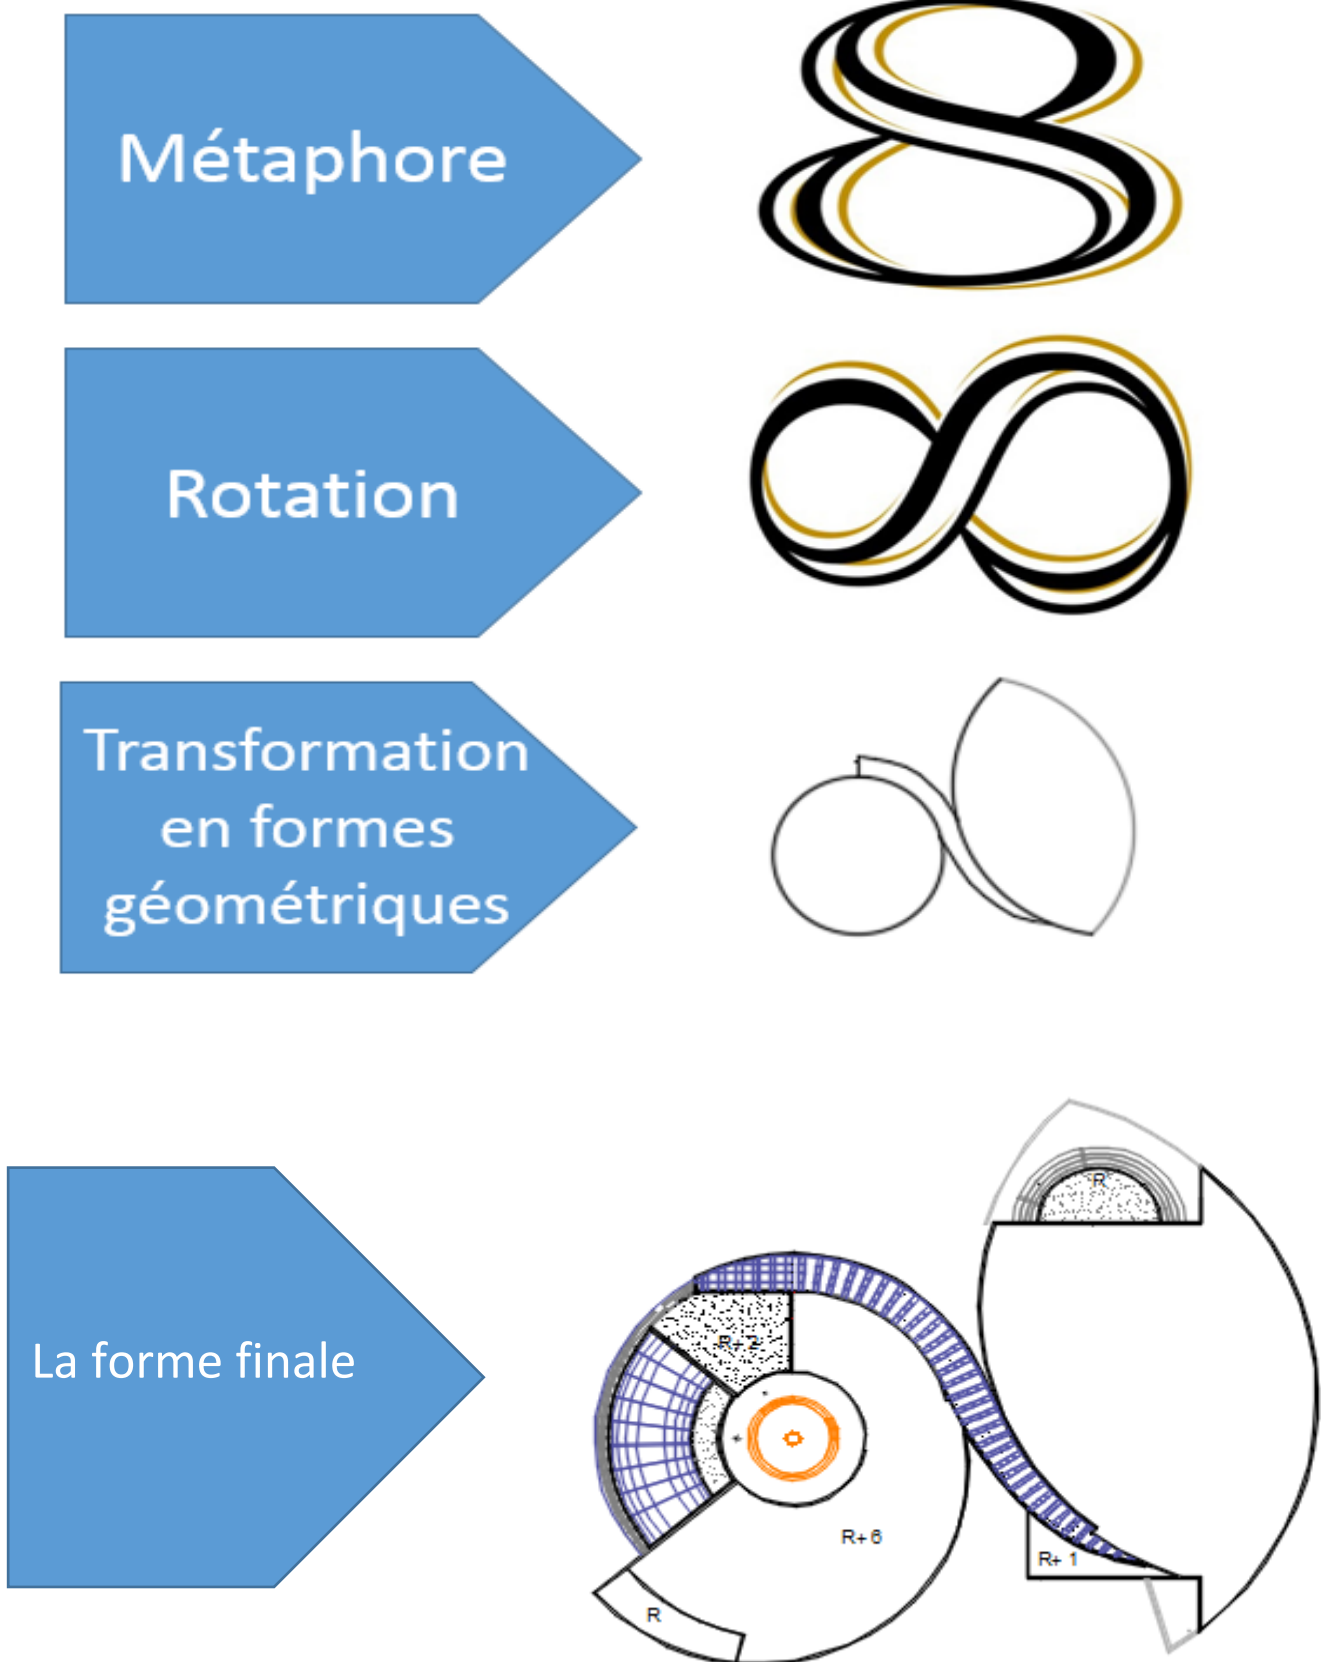 Métaphore
Rotation
Transformation
en formes
géométriques
La forme finale
R
R+2
R+6
R+1
R